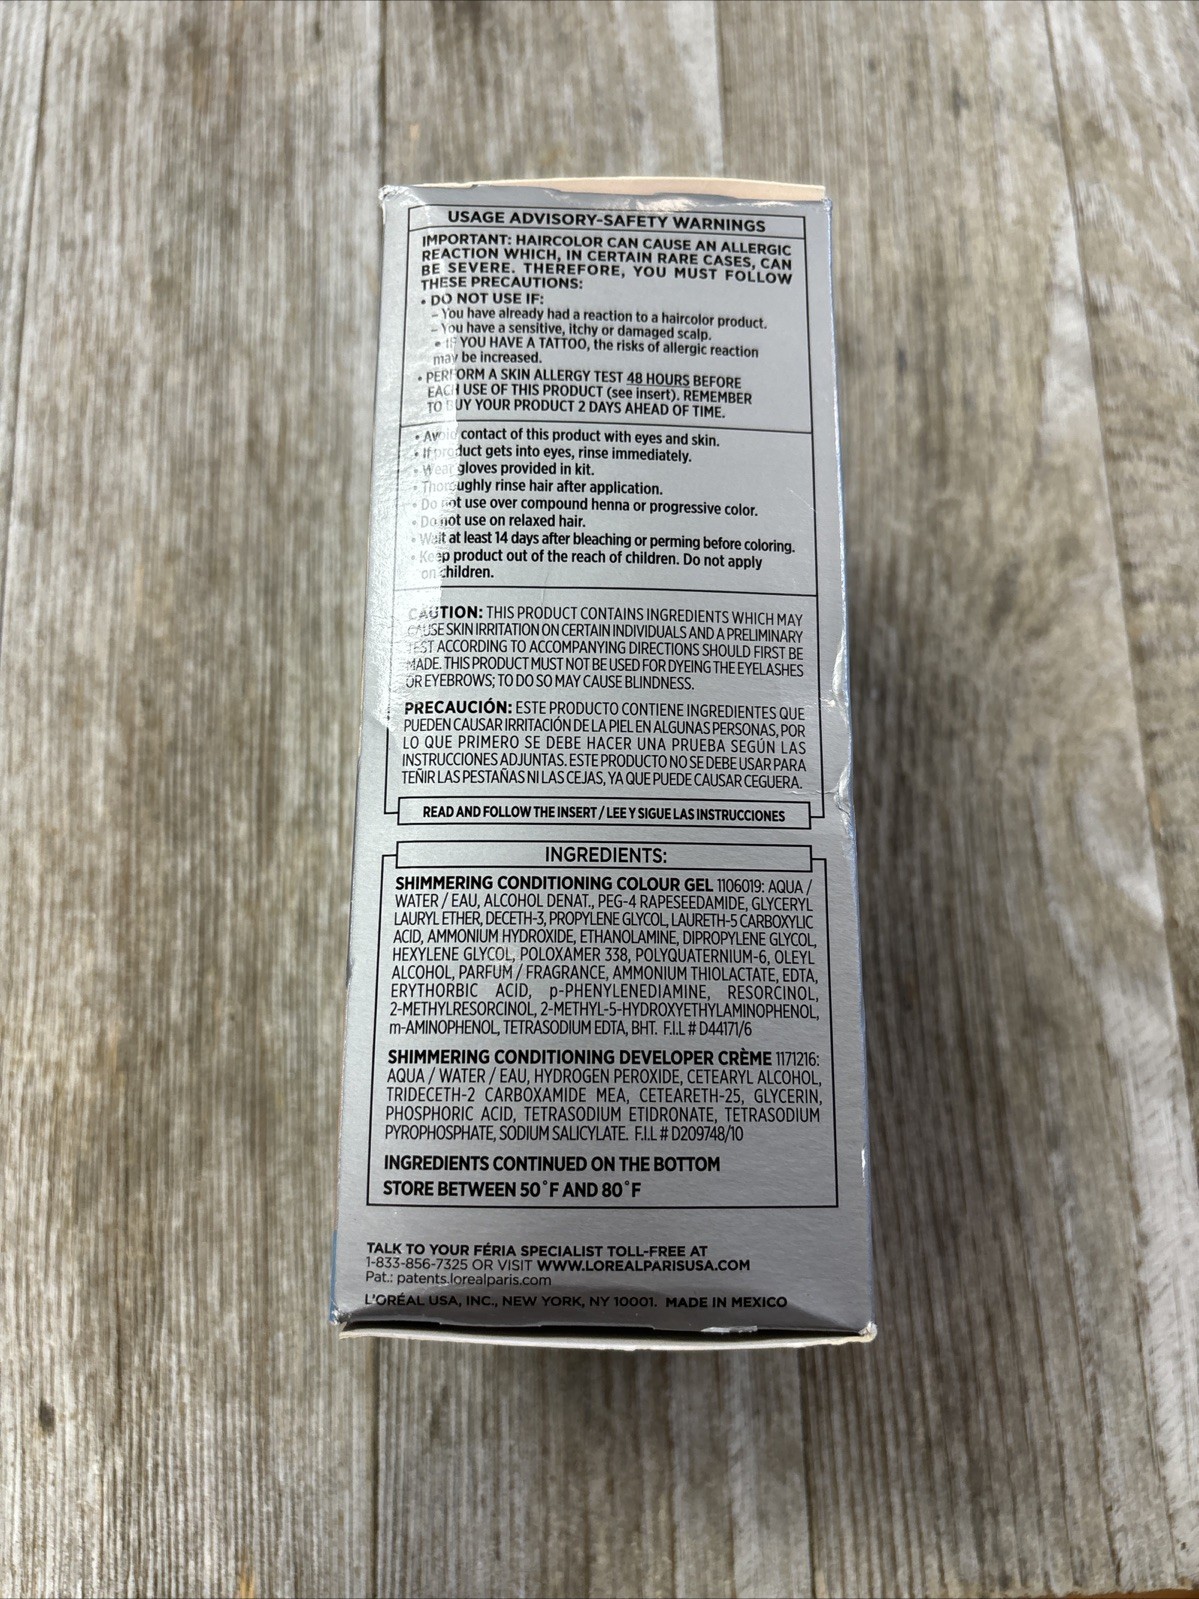 USAGE ADVISORY-SAFETY WARNINGS
IMPORTANT: HAIRCOLOR CAN CAUSE AN ALLERGIC
REACTION WHICH, IN CERTAIN RARE CASES, CAN
BE SEVERE. THEREFORE, YOU MUST FOLLOW
THESE PRECAUTIONS:
• DO NOT USE IF:
– You have already had a reaction to a haircolor product.
– You have a sensitive, itchy or damaged scalp.
• IF YOU HAVE A TATTOO, the risks of allergic reaction
may be increased.
• PERFORM A SKIN ALLERGY TEST 48 HOURS BEFORE
EACH USE OF THIS PRODUCT (see insert). REMEMBER
TO BUY YOUR PRODUCT 2 DAYS AHEAD OF TIME.
• Avoid contact of this product with eyes and skin.
• If product gets into eyes, rinse immediately.
• Wear gloves provided in kit.
• Thoroughly rinse hair after application.
• Do not use over compound henna or progressive color.
• Do not use on relaxed hair.
• Wait at least 14 days after bleaching or perming before coloring.
• Keep product out of the reach of children. Do not apply
on children.
CAUTION: THIS PRODUCT CONTAINS INGREDIENTS WHICH MAY
CAUSE SKIN IRRITATION ON CERTAIN INDIVIDUALS AND A PRELIMINARY
TEST ACCORDING TO ACCOMPANYING DIRECTIONS SHOULD FIRST BE
MADE. THIS PRODUCT MUST NOT BE USED FOR DYEING THE EYELASHES
OR EYEBROWS; TO DO SO MAY CAUSE BLINDNESS.
PRECAUCIÓN: ESTE PRODUCTO CONTIENE INGREDIENTES QUE
PUEDEN CAUSAR IRRITACIÓN DE LA PIEL EN ALGUNAS PERSONAS, POR
LO QUE PRIMERO SE DEBE HACER UNA PRUEBA SEGÚN LAS
INSTRUCCIONES ADJUNTAS. ESTE PRODUCTO NO SE DEBE USAR PARA
TEÑIR LAS PESTAÑAS NI LAS CEJAS, YA QUE PUEDE CAUSAR CEGUERA.
READ AND FOLLOW THE INSERT / LEE Y SIGUE LAS INSTRUCCIONES
INGREDIENTS:
SHIMMERING CONDITIONING COLOUR GEL 1106019: AQUA /
WATER / EAU, ALCOHOL DENAT., PEG-4 RAPESEEDAMIDE, GLYCERYL
LAURYL ETHER, DECETH-3, PROPYLENE GLYCOL, LAURETH-5 CARBOXYLIC
ACID, AMMONIUM HYDROXIDE, ETHANOLAMINE, DIPROPYLENE GLYCOL,
HEXYLENE GLYCOL, POLOXAMER 338, POLYQUATERNIUM-6, OLEYL
ALCOHOL, PARFUM / FRAGRANCE, AMMONIUM THIOLACTATE, EDTA,
ERYTHORBIC ACID, p-PHENYLENEDIAMINE, RESORCINOL,
2-METHYLRESORCINOL, 2-METHYL-5-HYDROXYETHYLAMINOPHENOL,
m-AMINOPHENOL, TETRASODIUM EDTA, BHT. F.I.L # D44171/6
SHIMMERING CONDITIONING DEVELOPER CRÈME 1171216:
AQUA / WATER / EAU, HYDROGEN PEROXIDE, CETEARYL ALCOHOL,
TRIDECETH-2 CARBOXAMIDE MEA, CETEARETH-25, GLYCERIN,
PHOSPHORIC ACID, TETRASODIUM ETIDRONATE, TETRASODIUM
PYROPHOSPHATE, SODIUM SALICYLATE. F.I.L # D209748/10
INGREDIENTS CONTINUED ON THE BOTTOM
STORE BETWEEN 50°F AND 80°F
TALK TO YOUR FÉRIA SPECIALIST TOLL-FREE AT
1-833-856-7325 OR VISIT WWW.LOREALPARISUSA.COM
Pat.: patents.lorealparis.com
L'ORÉAL USA, INC., NEW YORK, NY 10001. MADE IN MEXICO